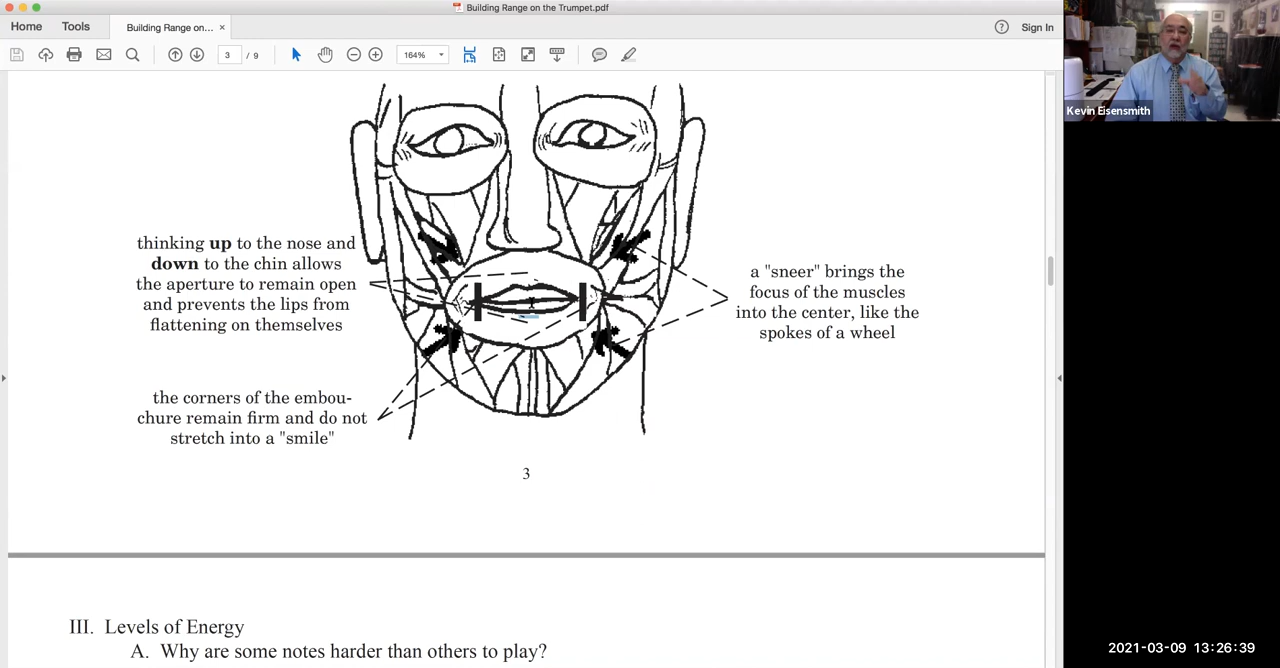 Building Range on the Trumpet.pdf
Home
Tools
Building Range on... ×
Sign In
3 / 9
164%
Kevin Eisensmith
thinking up to the nose and
down to the chin allows
the aperture to remain open
and prevents the lips from
flattening on themselves
a "sneer" brings the
focus of the muscles
into the center, like the
spokes of a wheel
the corners of the embou-
chure remain firm and do not
stretch into a "smile"
3
III. Levels of Energy
A. Why are some notes harder than others to play?
2021-03-09 13:26:39